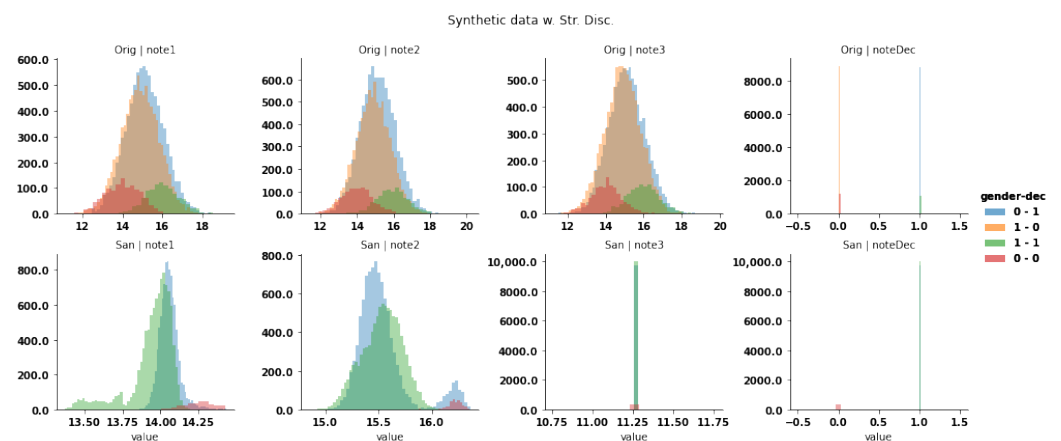 Synthetic data w. Str. Disc.
Orig | note1
Orig | note2
Orig | note3
Orig | noteDec
600.0
500.0
400.0
300.0
200.0
100.0
0.0
12 14 16 18
600.0
500.0
400.0
300.0
200.0
100.0
0.0
12 14 16 18 20
500.0
400.0
300.0
200.0
100.0
0.0
12 14 16 18 20
8000.0
6000.0
4000.0
2000.0
0.0
−0.5 0.0 0.5 1.0 1.5
gender-dec
0 - 1
1 - 0
1 - 1
0 - 0
San | note1
San | note2
San | note3
San | noteDec
800.0
600.0
400.0
200.0
0.0
13.50 13.75 14.00 14.25
value
800.0
600.0
400.0
200.0
0.0
15.0 15.5 16.0
value
10,000.0
8000.0
6000.0
4000.0
2000.0
0.0
10.75 11.00 11.25 11.50 11.75
value
10,000.0
8000.0
6000.0
4000.0
2000.0
0.0
−0.5 0.0 0.5 1.0 1.5
value